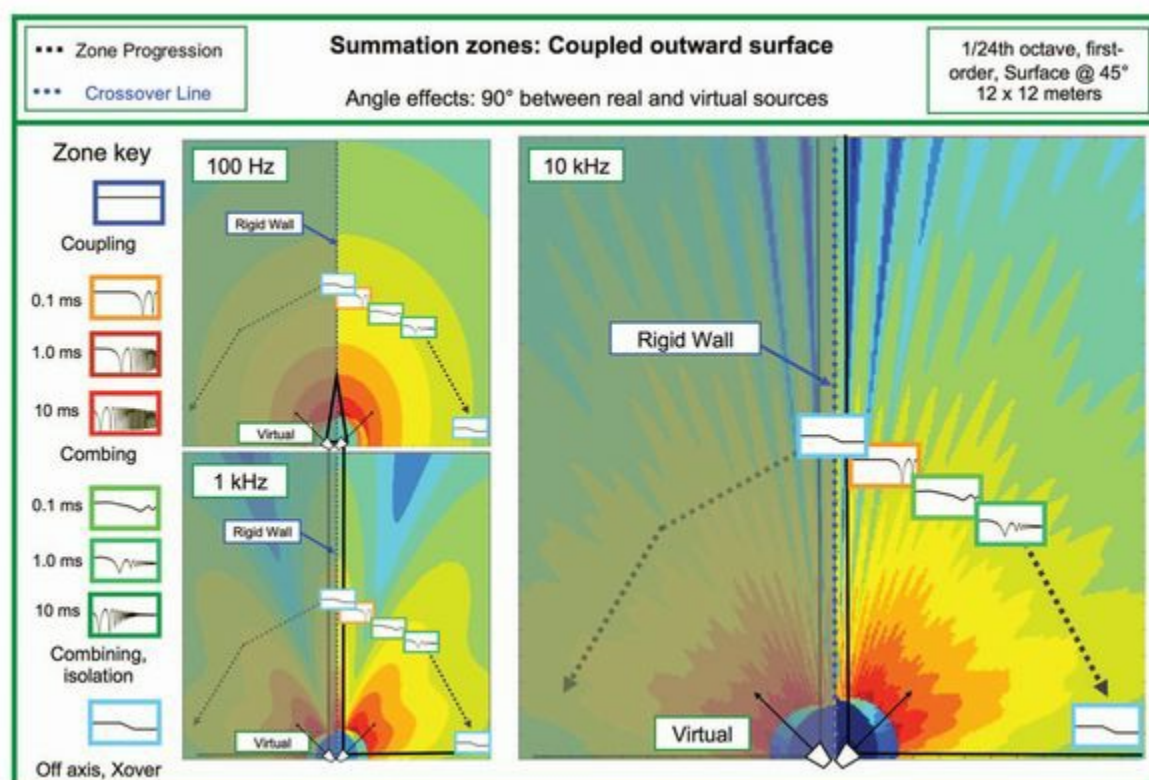 Zone Progression
Crossover Line
Summation zones: Coupled outward surface
Angle effects: 90° between real and virtual sources
1/24th octave, first-
order, Surface @ 45°
12 x 12 meters
Zone key
Coupling
0.1 ms
1.0 ms
10 ms
Combing
0.1 ms
1.0 ms
10 ms
Combining,
isolation
Off axis, Xover
100 Hz
Rigid Wall
Virtual
1 kHz
Rigid Wall
Virtual
10 kHz
Rigid Wall
Virtual